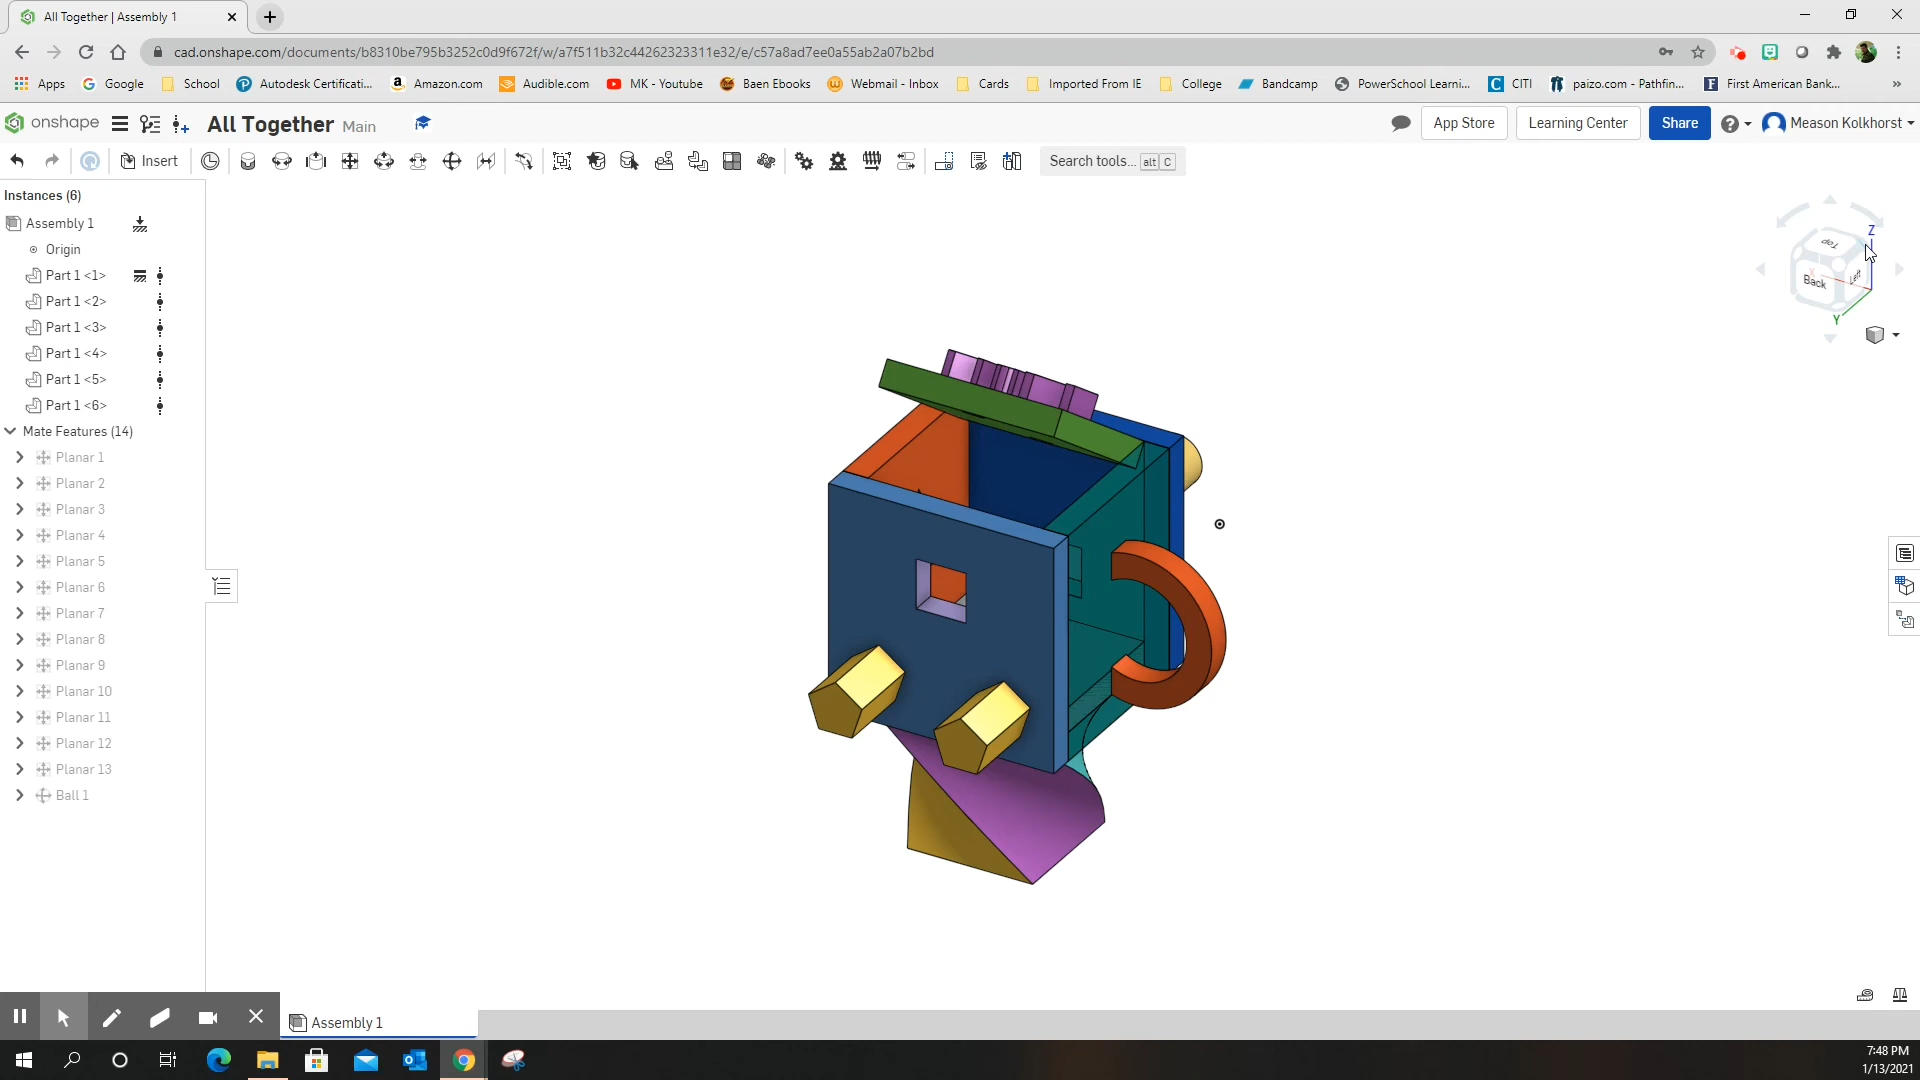 All Together | Assembly 1
cad.onshape.com/documents/b8310be795b3252c0d9f672f/w/a7f511b32c44262323311e32/e/c57a8ad7ee0a55ab2a07b2bd
Apps Google School Autodesk Certificati... Amazon.com Audible.com MK - Youtube Baen Ebooks Webmail - Inbox Cards Imported From IE College Bandcamp PowerSchool Learni... CITI paizo.com - Pathfin... First American Bank... »
onshape All Together Main App Store Learning Center Share Meason Kolkhorst
Insert Search tools... alt C
Instances (6)
Assembly 1
Origin
Part 1 <1>
Part 1 <2>
Part 1 <3>
Part 1 <4>
Part 1 <5>
Part 1 <6>
Mate Features (14)
Planar 1
Planar 2
Planar 3
Planar 4
Planar 5
Planar 6
Planar 7
Planar 8
Planar 9
Planar 10
Planar 11
Planar 12
Planar 13
Ball 1
Z
Top
X
Back Left
Y
Assembly 1
7:48 PM
1/13/2021